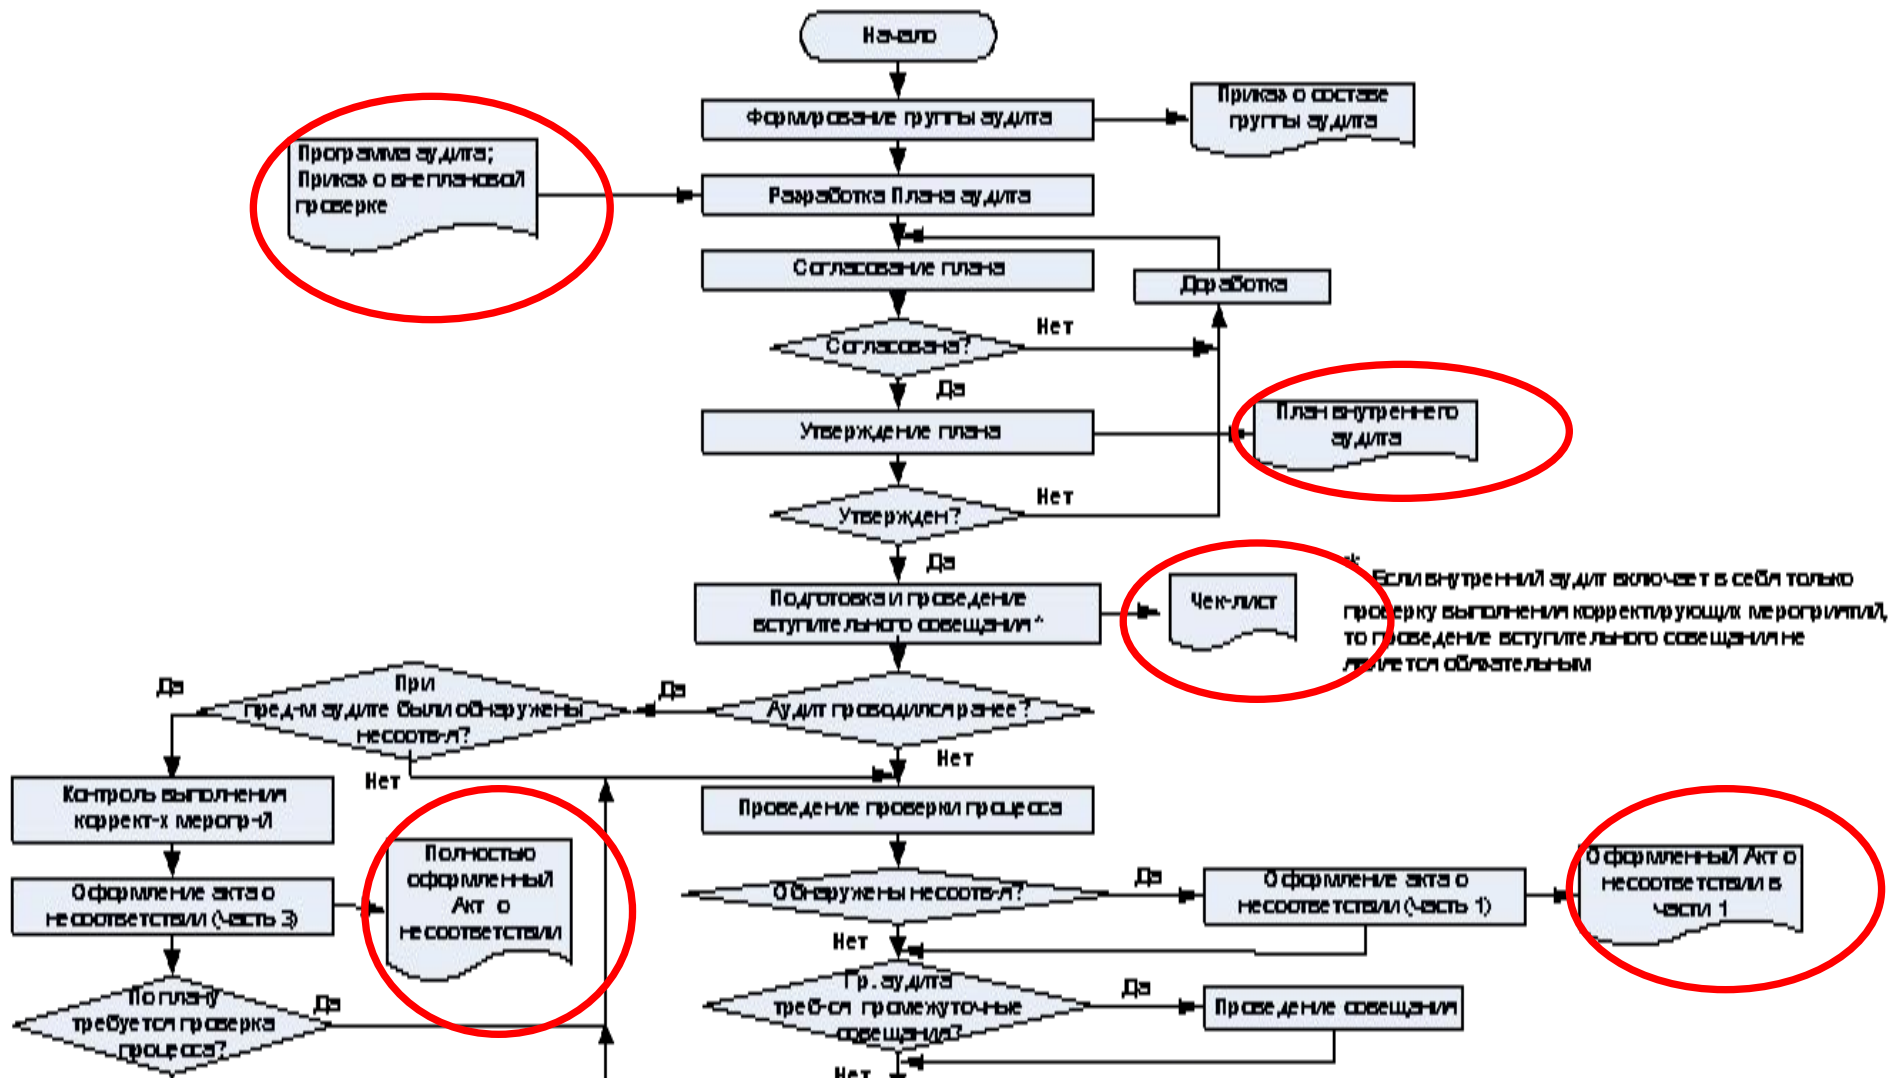 Начало
Формирование группы аудита
Приказ о составе
группы аудита
Программа аудита;
Приказ о внеплановой
проверке
Разработка Плана аудита
Согласование плана
Доработка
Согласована?
Нет
Да
Утверждение плана
План внутреннего
аудита
Утвержден?
Нет
Да
Подготовка и проведение
вступительного совещания *
Чек-лист
*
Если внутренний аудит включает в себя только
проверку выполнения корректирующих мероприятий,
то проведение вступительного совещания не
является обязательным
Да
При
пред-м аудите были обнаружены
несоотв-я?
Да
Аудит проводился ранее?
Нет
Нет
Контроль выполнения
коррект-х меропр-й
Проведение проверки процесса
Полностью
оформленный
Акт о
несоответствии
Оформление акта о
несоответствии (Часть 3)
Обнаружены несоотв-я?
Да
Оформление акта о
несоответствии (Часть 1)
Оформленный Акт о
несоответствии в
части 1
Нет
По плану
требуется проверка
процесса?
Да
Гр. аудита
треб-ся промежуточные
совещания?
Да
Проведение совещания
Нет